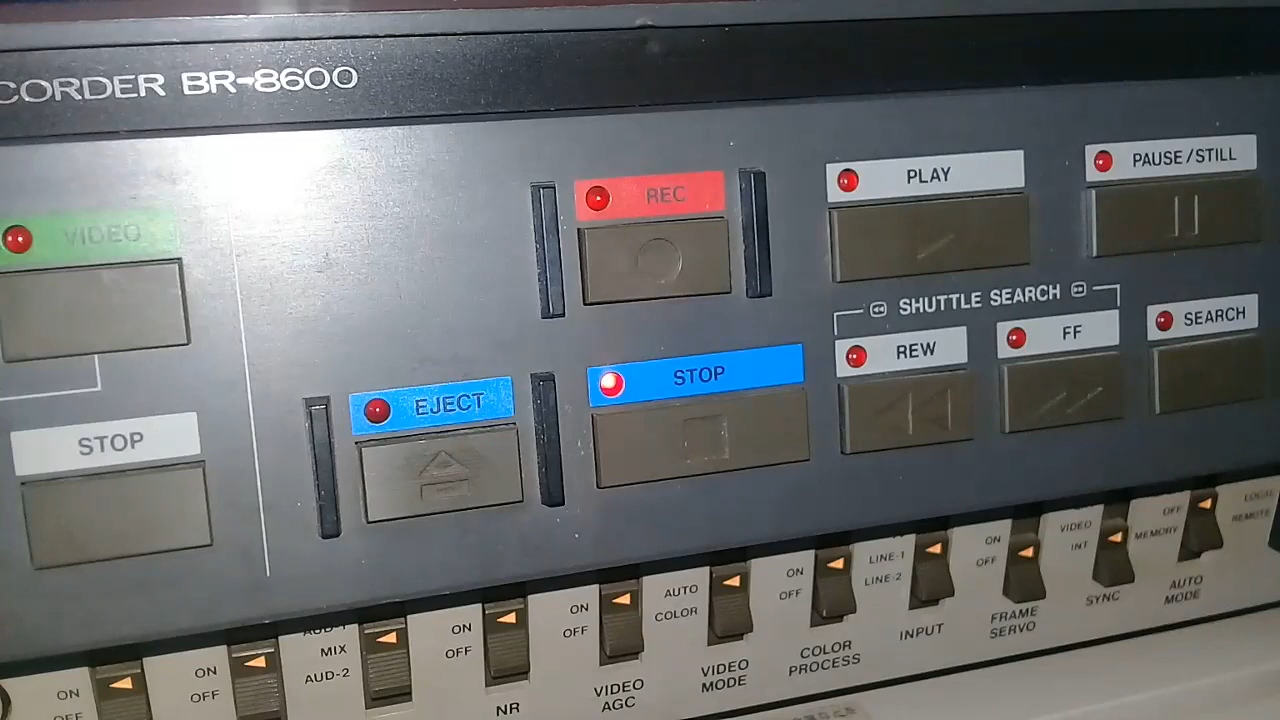 CORDER BR-8600
VIDEO
STOP
REC
EJECT
STOP
PLAY
PAUSE/STILL
SHUTTLE SEARCH
REW
FF
SEARCH
ON
OFF
ON
OFF
AUD-1
MIX
AUD-2
ON
OFF
NR
ON
OFF
VIDEO
AGC
AUTO
COLOR
VIDEO
MODE
ON
OFF
COLOR
PROCESS
LINE-1
LINE-2
INPUT
ON
OFF
FRAME
SERVO
VIDEO
INT
SYNC
OFF
MEMORY
AUTO
MODE
LOCAL
REMOTE